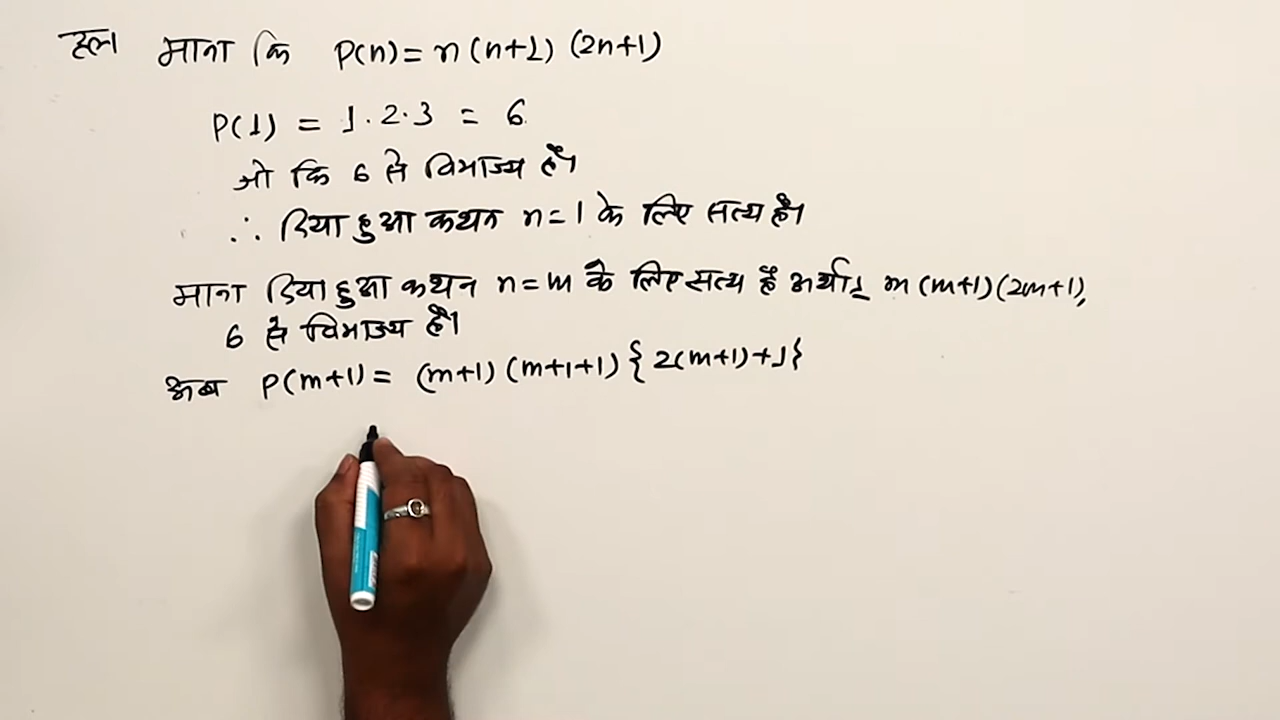 हल माना कि P(n) = n (n+1) (2n+1)
P(1) = 1.2.3 = 6
जो कि 6 से विभाज्य है।
∴ दिया हुआ कथन n=1 के लिए सत्य है।
माना दिया हुआ कथन n=m के लिए सत्य है अर्थात् m (m+1) (2m+1),
6 से विभाज्य है।
अब P(m+1) = (m+1) (m+1+1) { 2(m+1)+1}